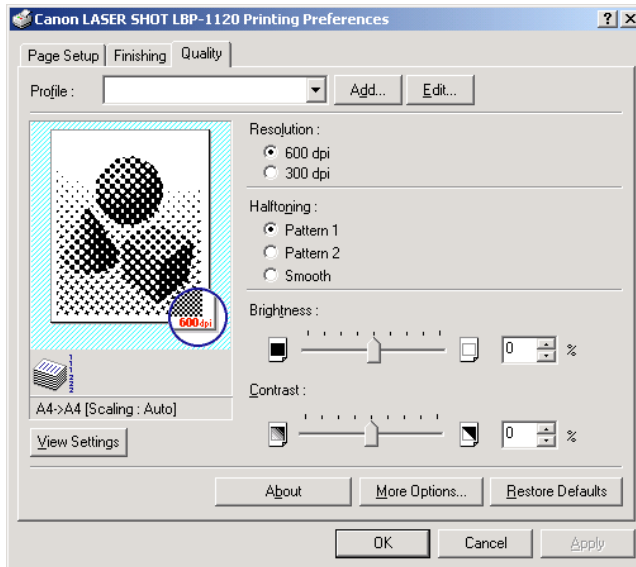 Canon LASER SHOT LBP-1120 Printing Preferences
Page Setup Finishing Quality
Profile : Add... Edit...
Resolution :
600 dpi
300 dpi
Halftoning :
Pattern 1
Pattern 2
Smooth
600dpi
A4->A4 [Scaling : Auto]
View Settings
Brightness :
0 %
Contrast :
0 %
About More Options... Restore Defaults
OK Cancel Apply